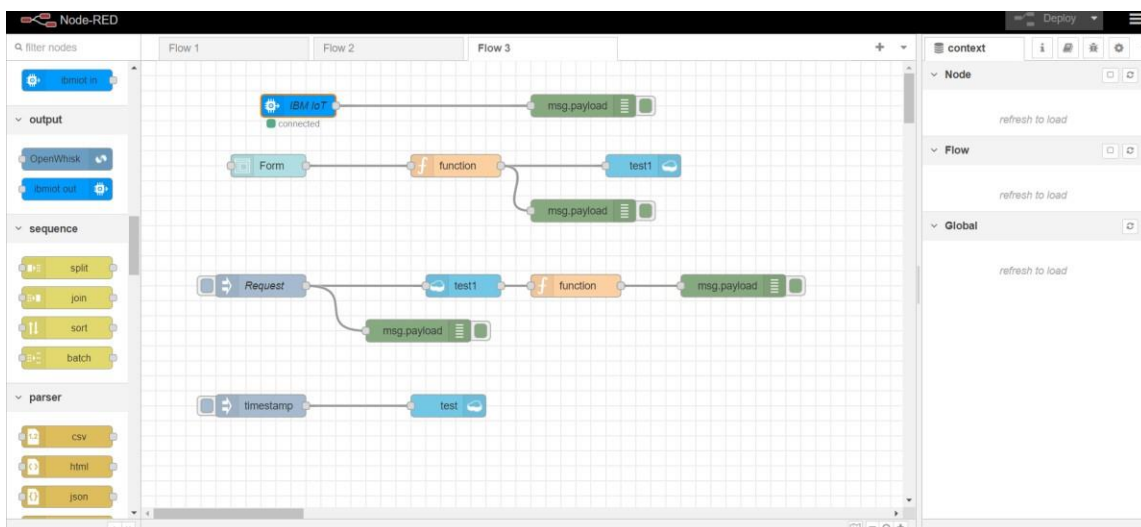 Node-RED
Deploy
filter nodes
Flow 1
Flow 2
Flow 3
context
ibmiot in
output
OpenWhisk
ibmiot out
sequence
split
join
sort
batch
parser
csv
html
json
IBM IoT
connected
msg.payload
Form
function
test1
msg.payload
Request
test1
function
msg.payload
msg.payload
timestamp
test
Node
refresh to load
Flow
refresh to load
Global
refresh to load